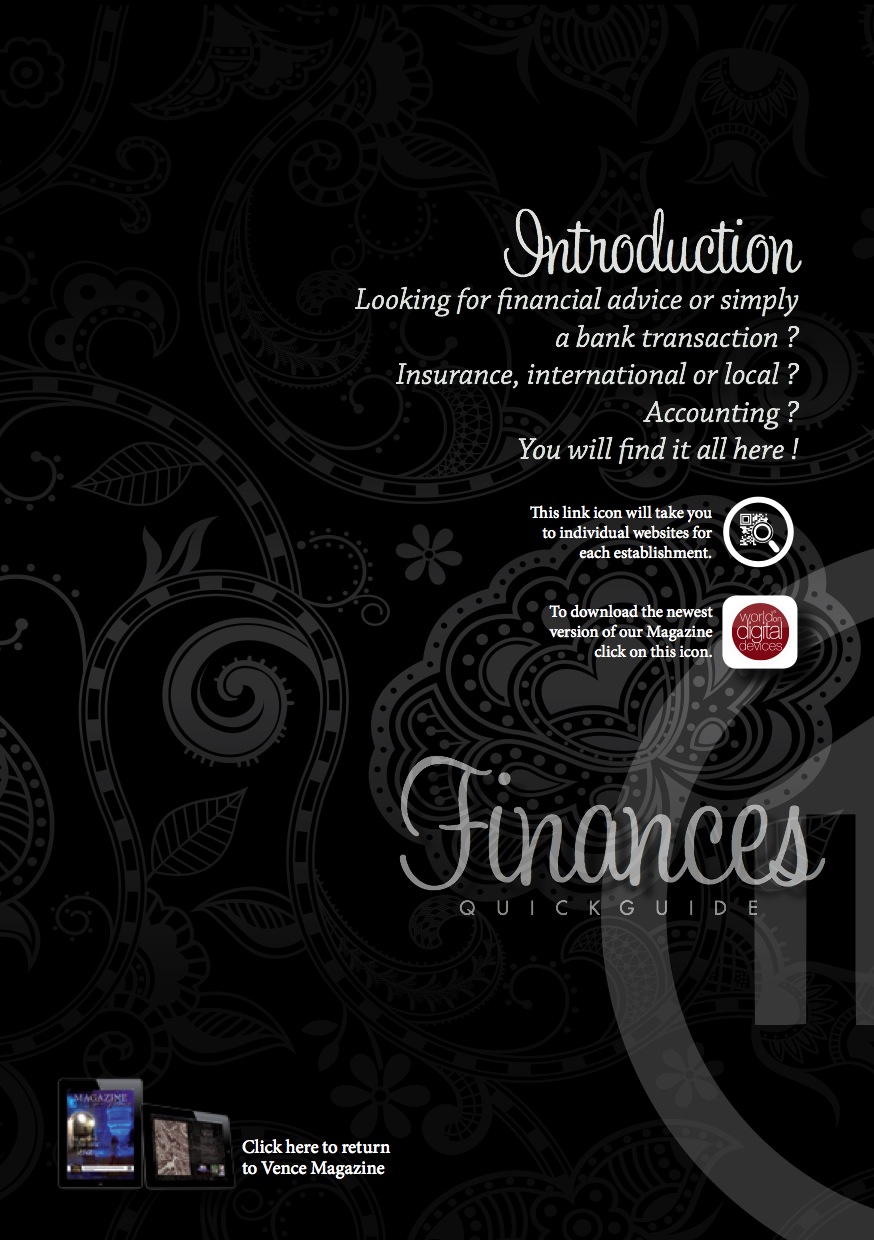 Introduction
Looking for financial advice or simply
a bank transaction ?
Insurance, international or local ?
Accounting ?
You will find it all here !
This link icon will take you
to individual websites for
each establishment.
To download the newest
version of our Magazine
click on this icon.
world on
digital
devices
Finances
QUICKGUIDE
MAGAZINE
Click here to return
to Vence Magazine